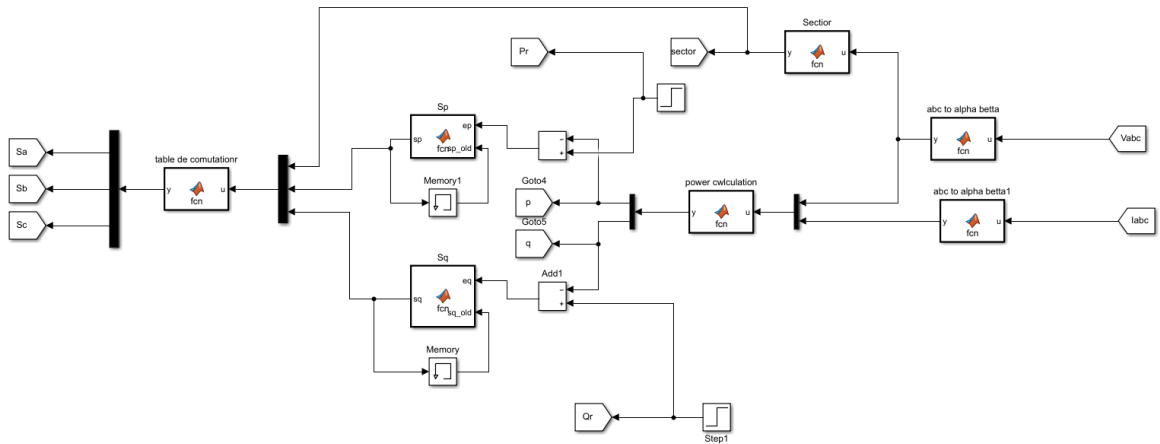 Sectior
Pr
sector
y
u
fcn
Sp
abc to alpha betta
sp
ep
fcn
sp_old
−
+
y
u
fcn
Vabc
Sa
Sb
Sc
table de comutationr
y
u
fcn
Memory1
Goto4
p
Goto5
q
power cwlculation
y
u
fcn
abc to alpha betta1
y
u
fcn
Iabc
Sq
sq
eq
fcn
sq_old
Add1
−
+
Memory
Qr
Step1